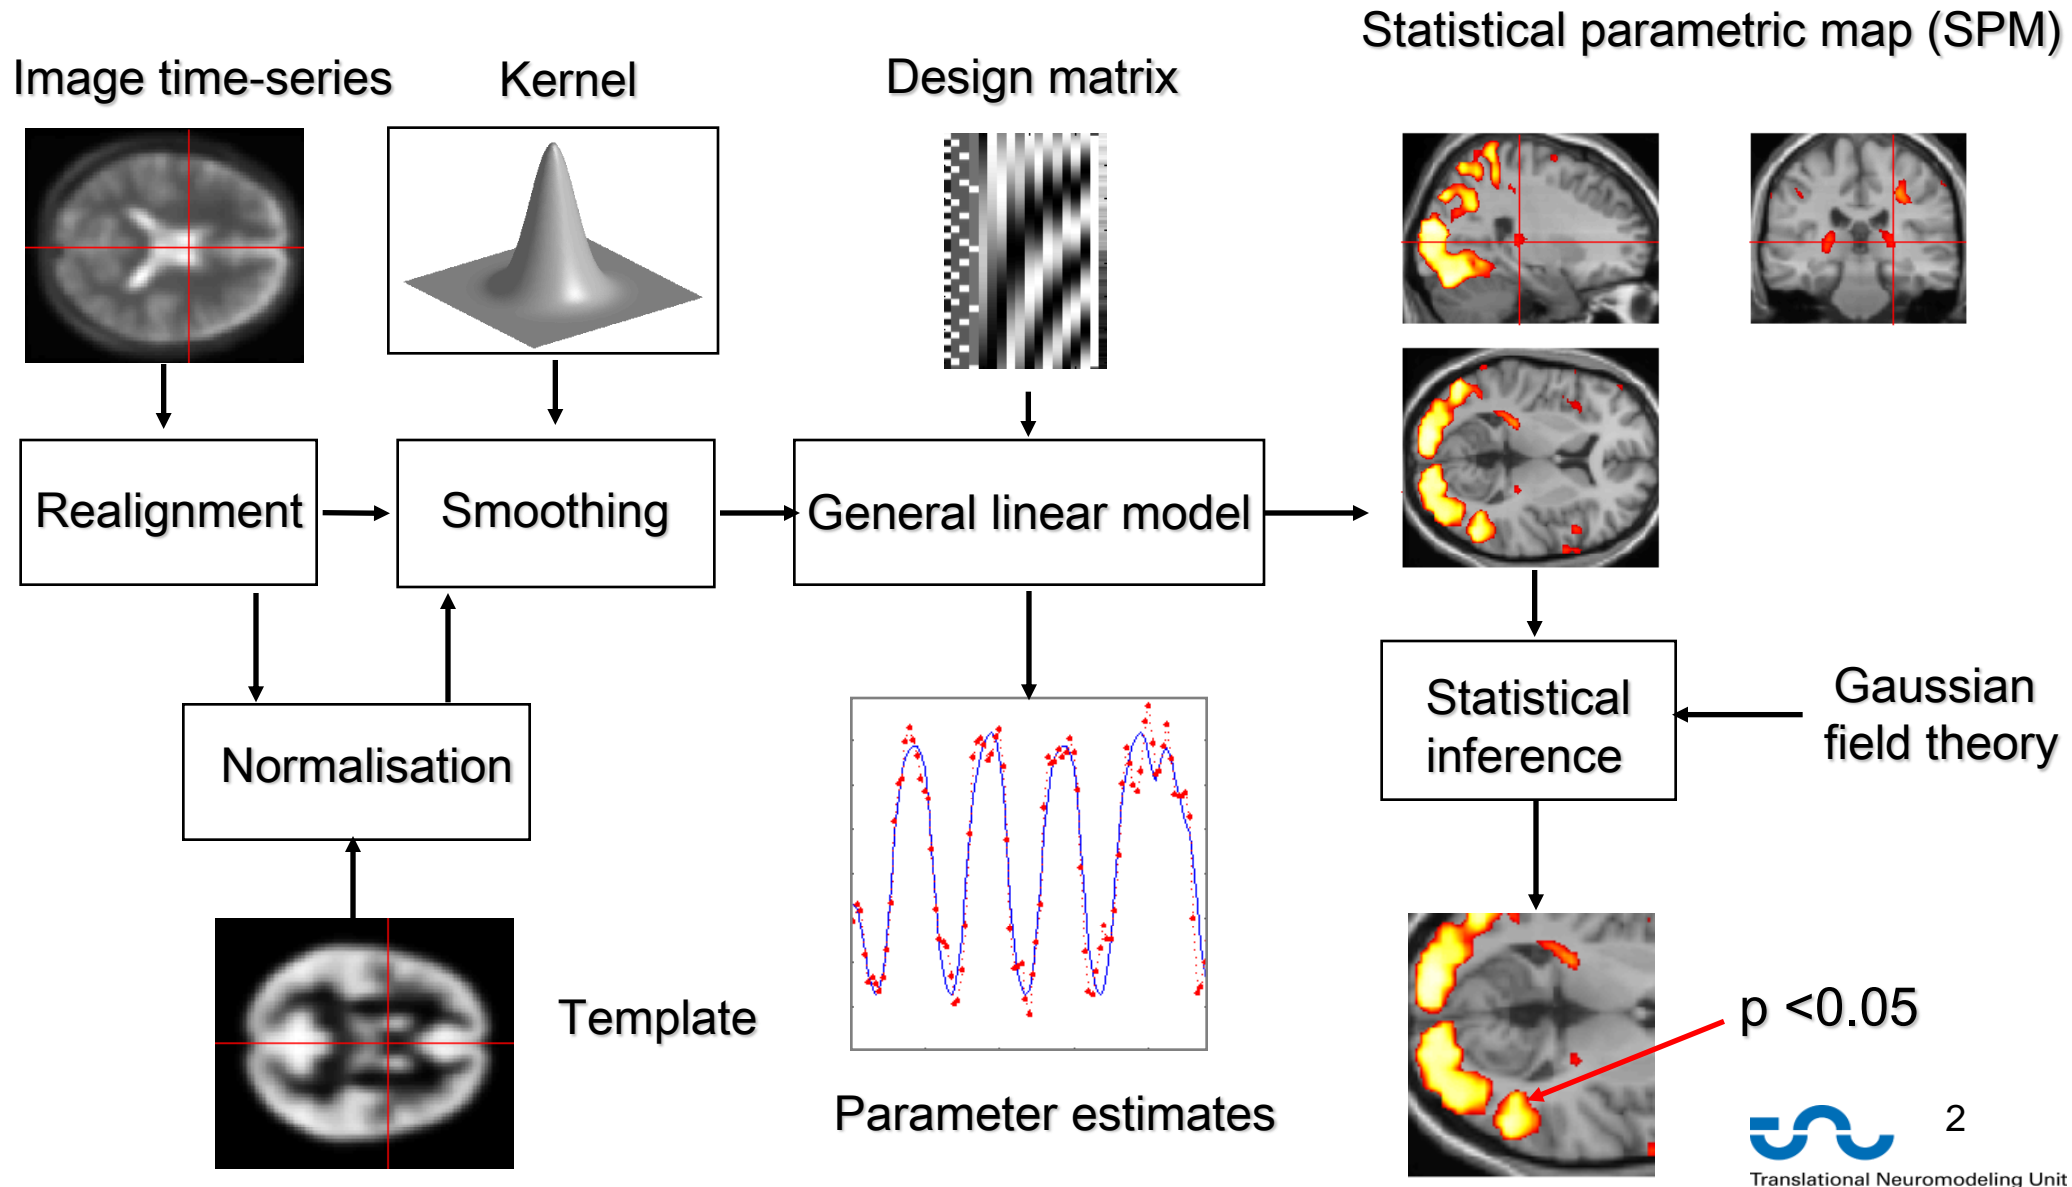 Statistical parametric map (SPM)
Image time-series
Kernel
Design matrix
Realignment
Smoothing
General linear model
Statistical
inference
Gaussian
field theory
Normalisation
Template
Parameter estimates
p <0.05
2
Translational Neuromodeling Unit